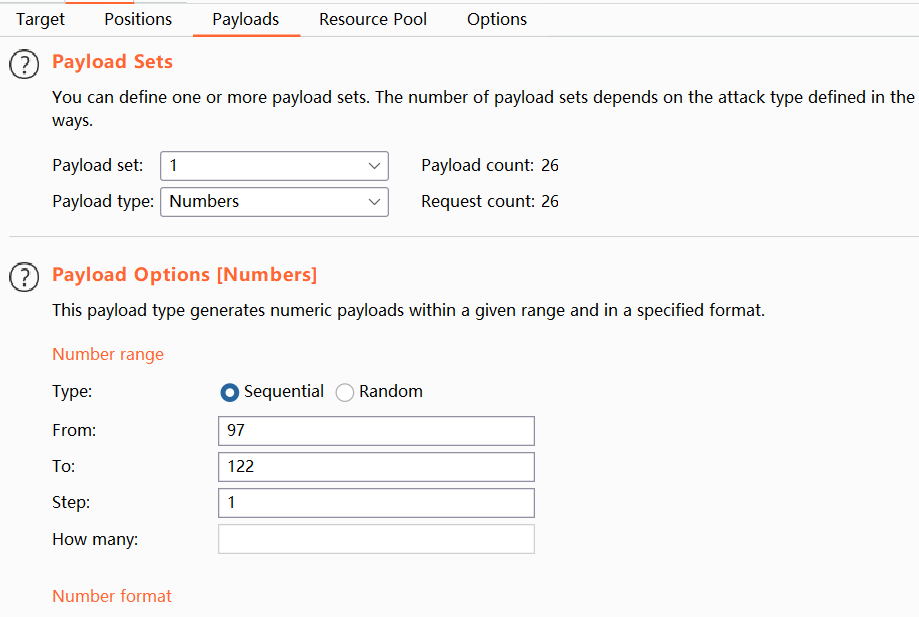 Target Positions Payloads Resource Pool Options
? Payload Sets
You can define one or more payload sets. The number of payload sets depends on the attack type defined in the
ways.
Payload set: 1 Payload count: 26
Payload type: Numbers Request count: 26
? Payload Options [Numbers]
This payload type generates numeric payloads within a given range and in a specified format.
Number range
Type: Sequential Random
From: 97
To: 122
Step: 1
How many:
Number format